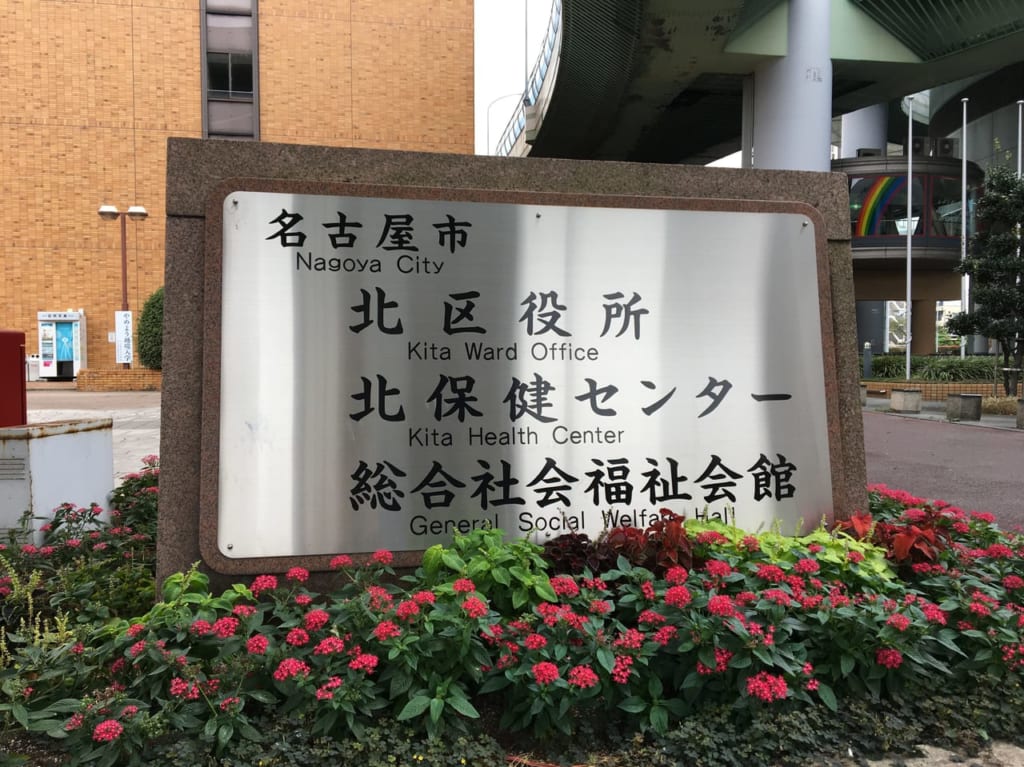 名古屋市
Nagoya City
北区役所
Kita Ward Office
北保健センター
Kita Health Center
総合社会福祉会館
General Social Welfare Hall